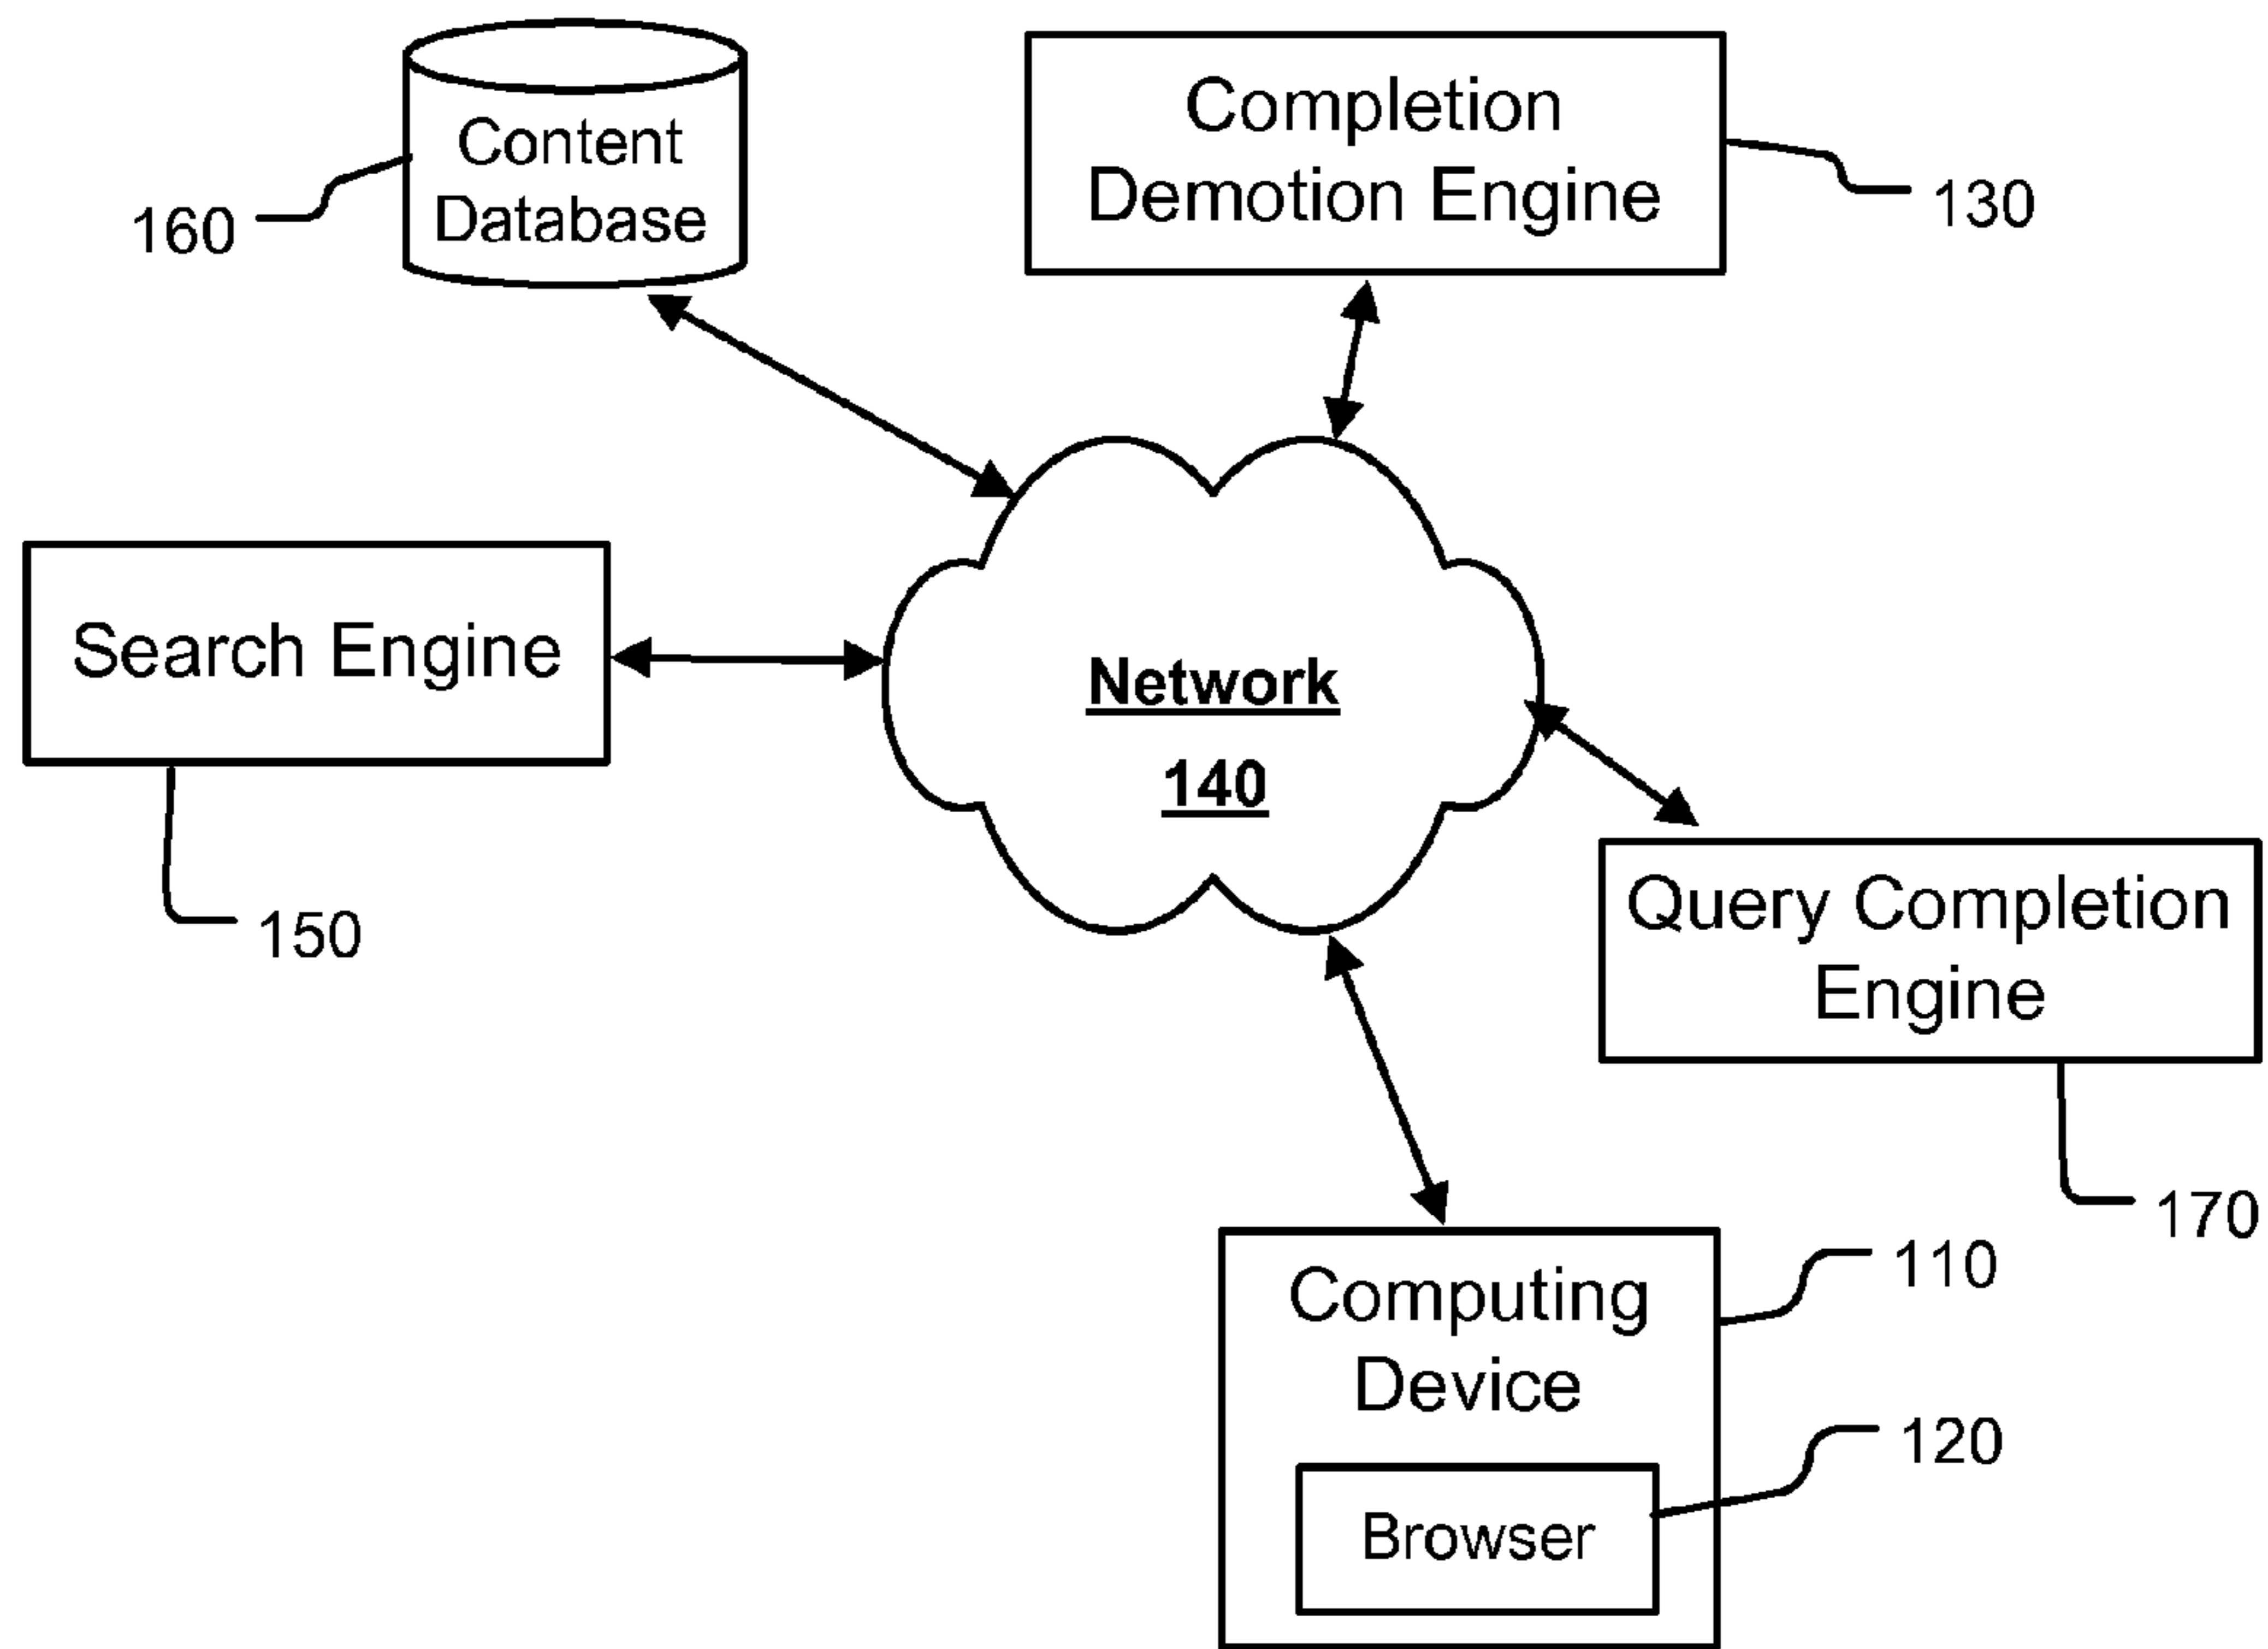 Content
Database
160
Completion
Demotion Engine
130
Search Engine
150
Network
140
Query Completion
Engine
170
Computing
Device
110
Browser
120